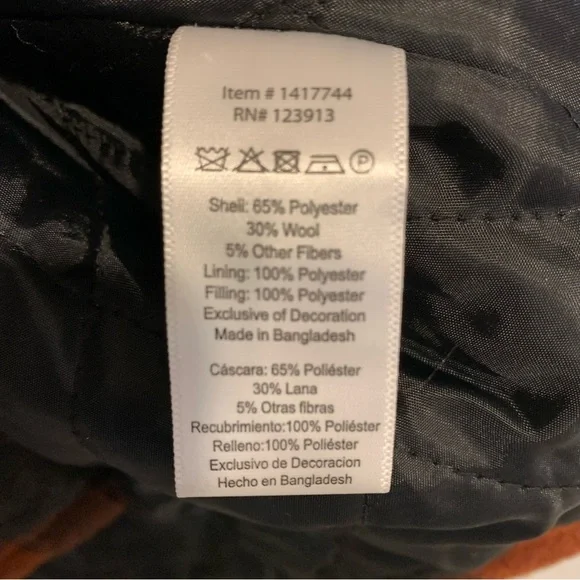 Item # 1417744
RN# 123913
P
Shell: 65% Polyester
30% Wool
5% Other Fibers
Lining: 100% Polyester
Filling: 100% Polyester
Exclusive of Decoration
Made in Bangladesh
Cáscara: 65% Poliéster
30% Lana
5% Otras fibras
Recubrimiento:100% Poliéster
Relleno:100% Poliéster
Exclusivo de Decoracion
Hecho en Bangladesh